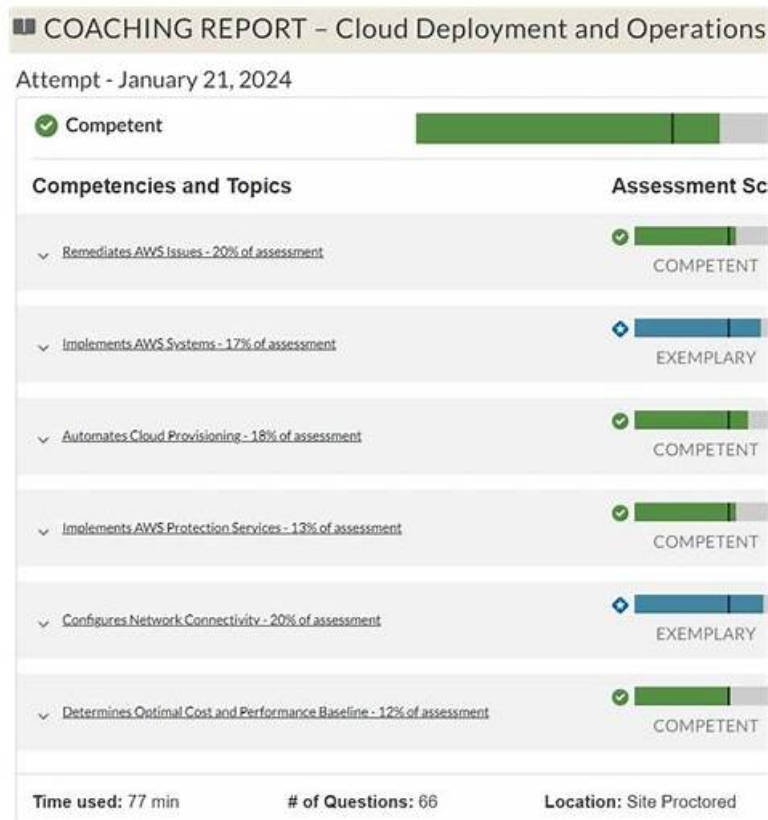 COACHING REPORT – Cloud Deployment and Operations
Attempt - January 21, 2024
Competent
Competencies and Topics
Assessment Sc
Remediates AWS Issues - 20% of assessment
COMPETENT
Implements AWS Systems - 17% of assessment
EXEMPLARY
Automates Cloud Provisioning - 18% of assessment
COMPETENT
Implements AWS Protection Services - 13% of assessment
COMPETENT
Configures Network Connectivity - 20% of assessment
EXEMPLARY
Determines Optimal Cost and Performance Baseline - 12% of assessment
COMPETENT
Time used: 77 min
# of Questions: 66
Location: Site Proctored